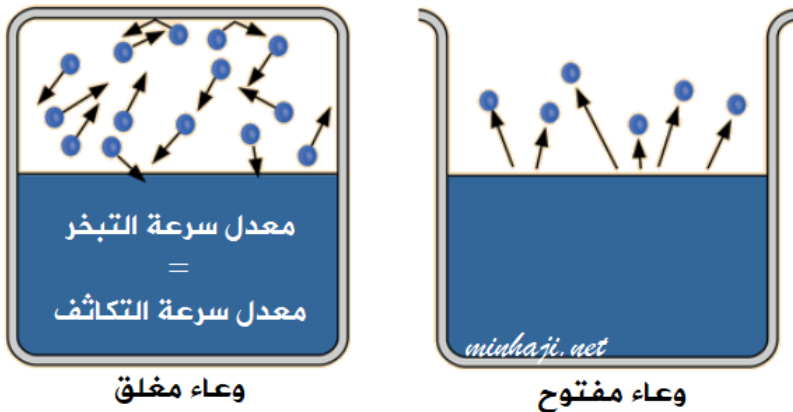 معدل سرعة التبخر
=
معدل سرعة التكاثف
وعاء مغلق
minhaji.net
وعاء مفتوح